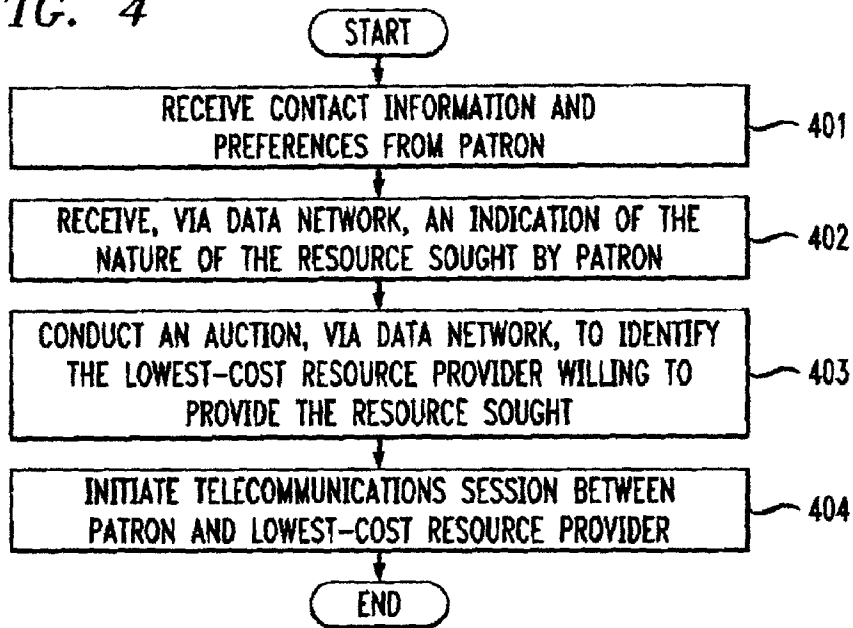 FIG. 4
START
RECEIVE CONTACT INFORMATION AND
PREFERENCES FROM PATRON
401
RECEIVE, VIA DATA NETWORK, AN INDICATION OF THE
NATURE OF THE RESOURCE SOUGHT BY PATRON
402
CONDUCT AN AUCTION, VIA DATA NETWORK, TO IDENTIFY
THE LOWEST-COST RESOURCE PROVIDER WILLING TO
PROVIDE THE RESOURCE SOUGHT
403
INITIATE TELECOMMUNICATIONS SESSION BETWEEN
PATRON AND LOWEST-COST RESOURCE PROVIDER
404
END